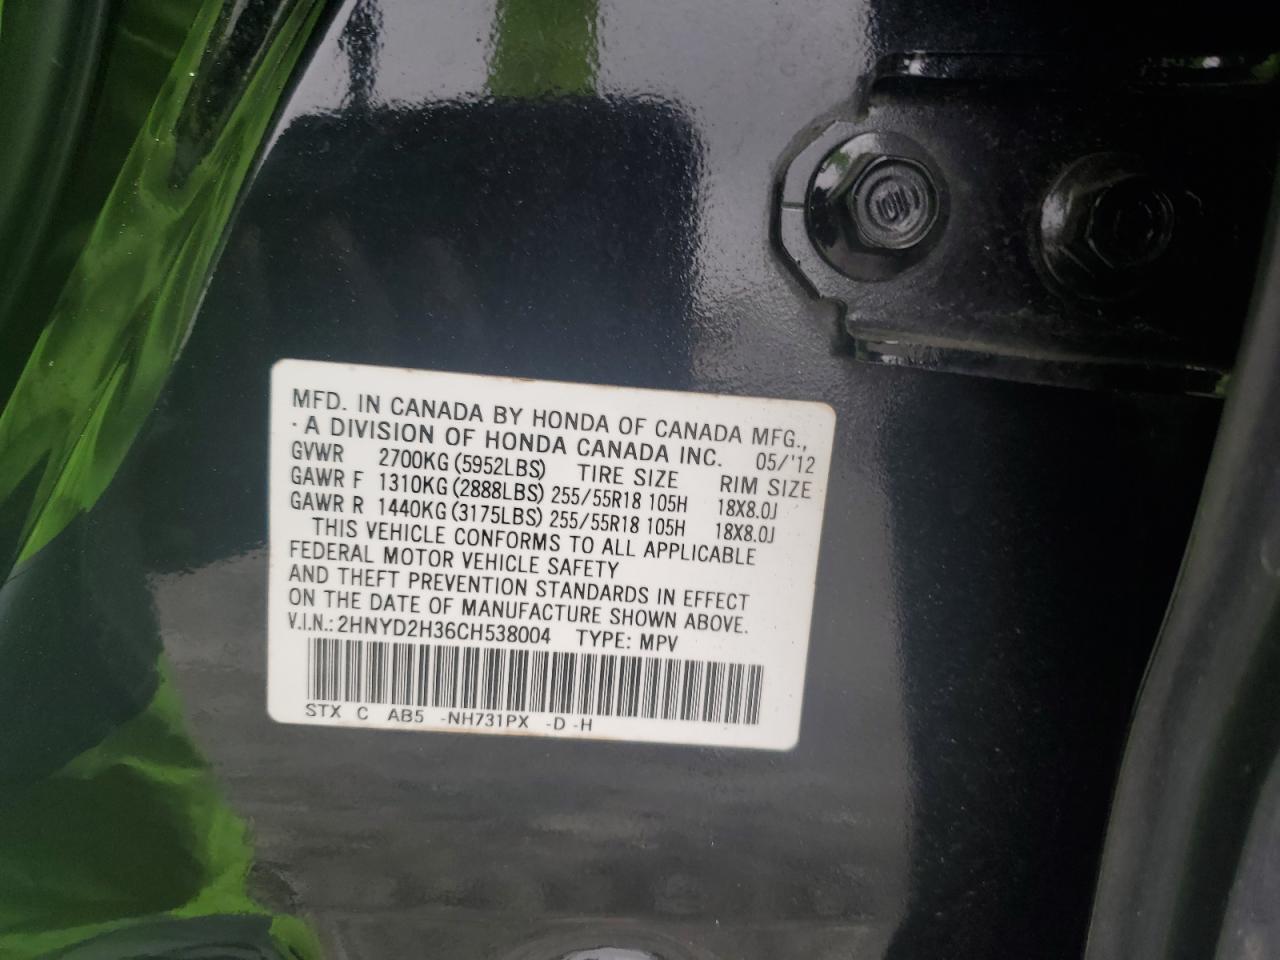 MFD. IN CANADA BY HONDA OF CANADA MFG.,
· A DIVISION OF HONDA CANADA INC. 05/'12
GVWR 2700KG (5952LBS) TIRE SIZE RIM SIZE
GAWR F 1310KG (2888LBS) 255/55R18 105H 18X8.0J
GAWR R 1440KG (3175LBS) 255/55R18 105H 18X8.0J
THIS VEHICLE CONFORMS TO ALL APPLICABLE
FEDERAL MOTOR VEHICLE SAFETY
AND THEFT PREVENTION STANDARDS IN EFFECT
ON THE DATE OF MANUFACTURE SHOWN ABOVE.
V.I.N.: 2HNYD2H36CH538004 TYPE: MPV
STX C AB5 -NH731PX -D -H